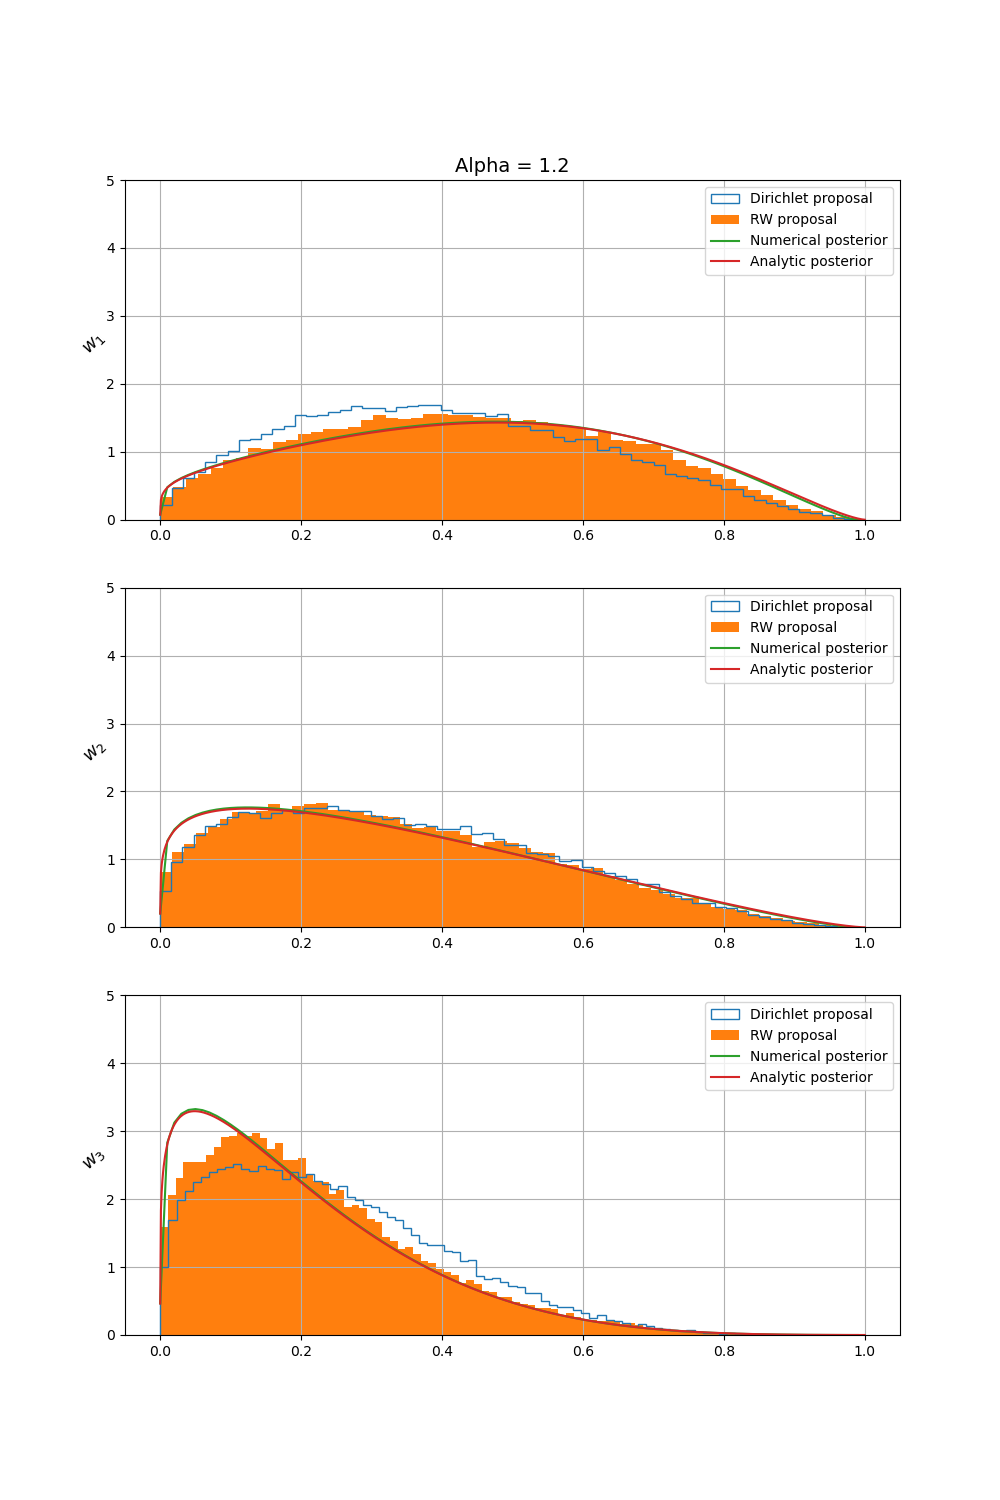 Alpha = 1.2
5
4
3
2
1
0
w1
Dirichlet proposal
RW proposal
Numerical posterior
Analytic posterior
0.0 0.2 0.4 0.6 0.8 1.0
5
4
3
2
1
0
w2
Dirichlet proposal
RW proposal
Numerical posterior
Analytic posterior
0.0 0.2 0.4 0.6 0.8 1.0
5
4
3
2
1
0
w3
Dirichlet proposal
RW proposal
Numerical posterior
Analytic posterior
0.0 0.2 0.4 0.6 0.8 1.0